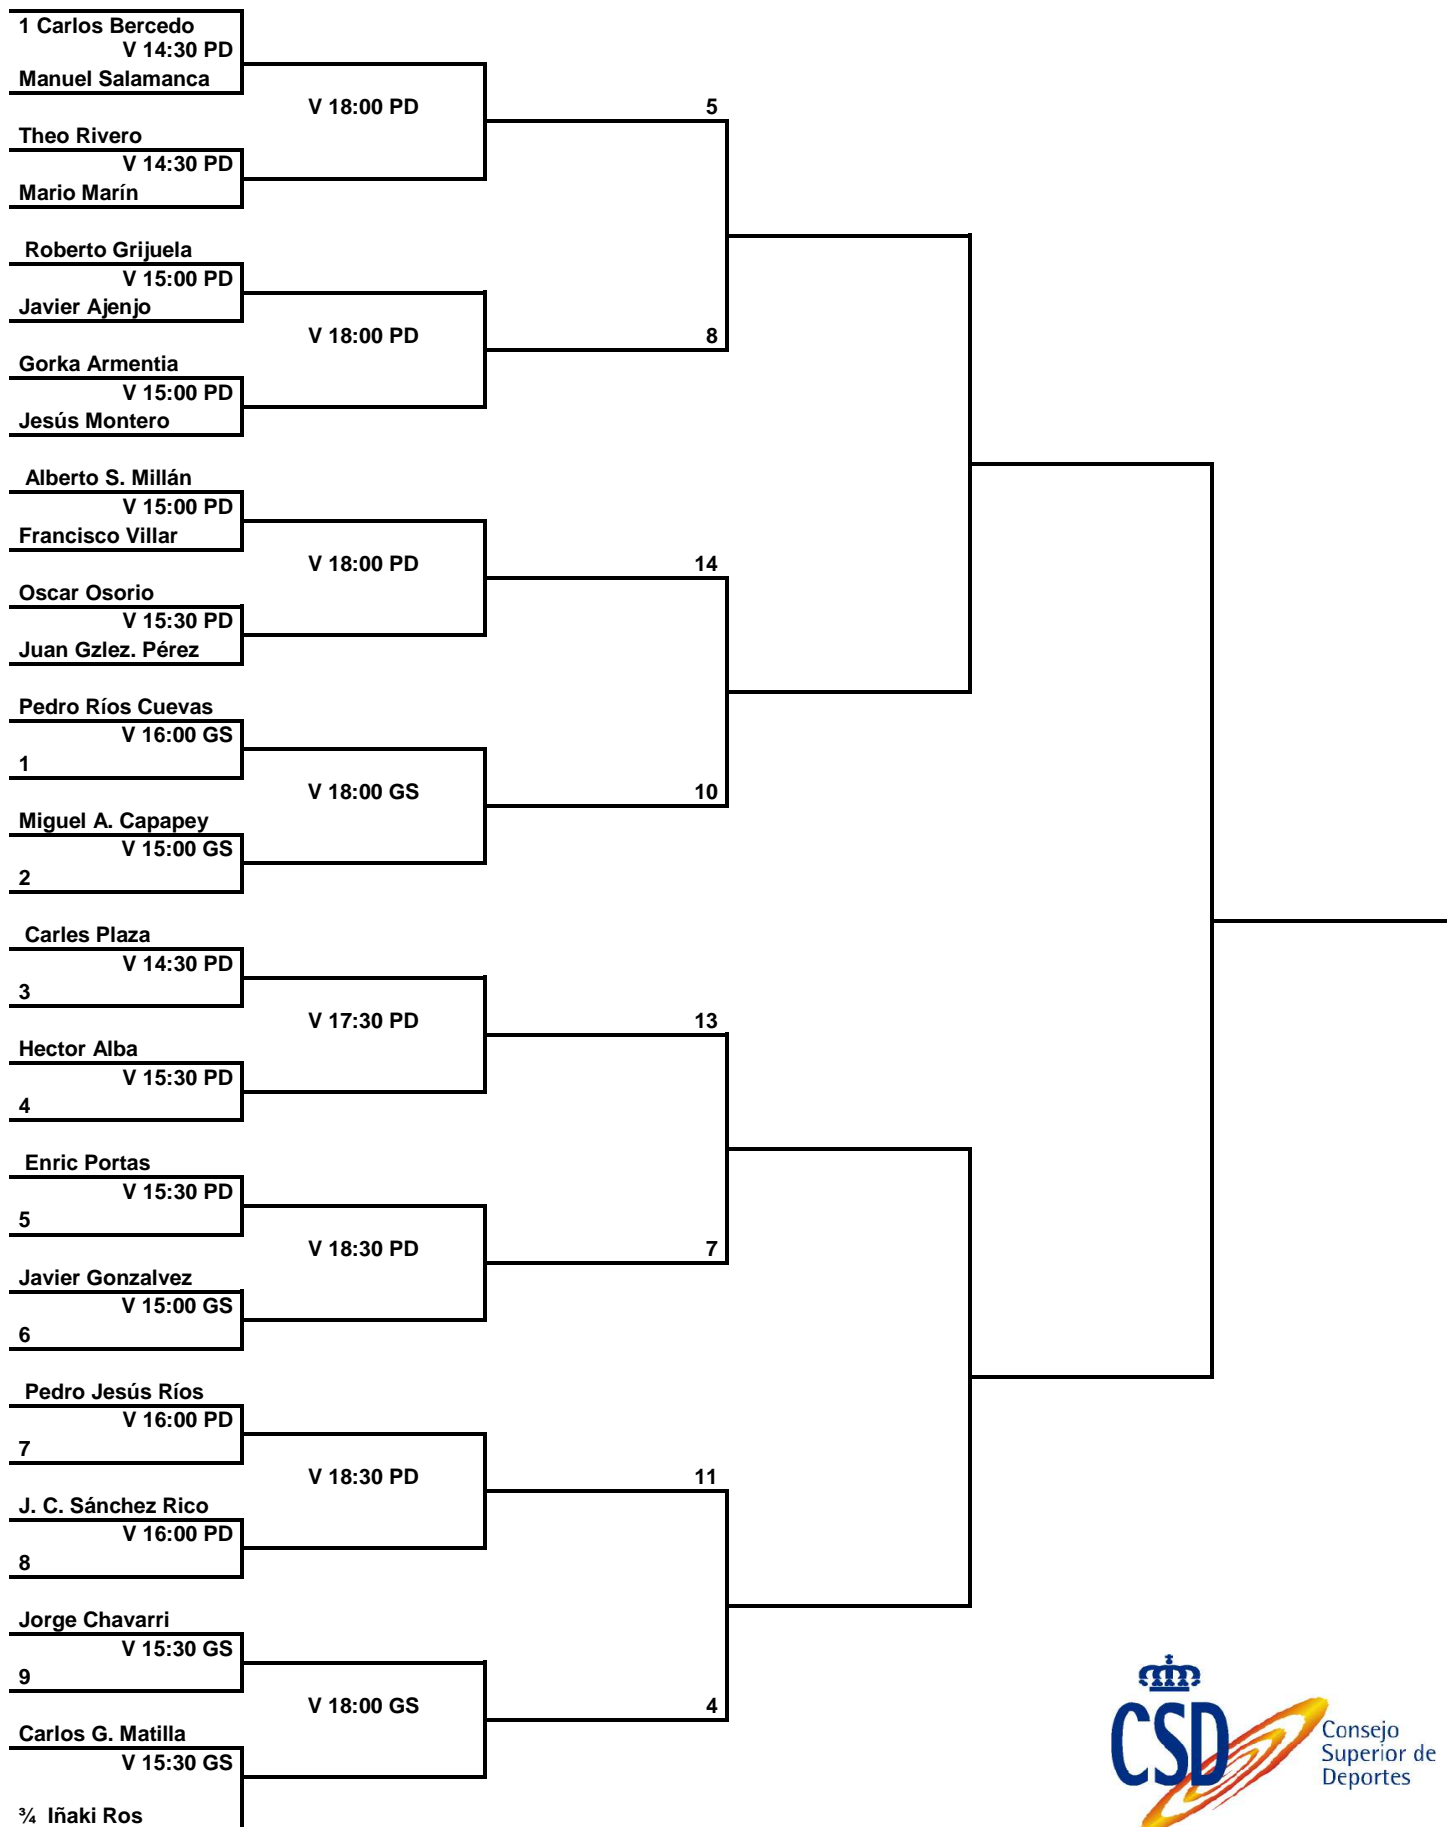 1 Carlos Bercedo
V 14:30 PD
Manuel Salamanca
V 18:00 PD
5
Theo Rivero
V 14:30 PD
Mario Marín
Roberto Grijuela
V 15:00 PD
Javier Ajenjo
V 18:00 PD
8
Gorka Armentia
V 15:00 PD
Jesús Montero
Alberto S. Millán
V 15:00 PD
Francisco Villar
V 18:00 PD
14
Oscar Osorio
V 15:30 PD
Juan Gzlez. Pérez
Pedro Ríos Cuevas
V 16:00 GS
1
V 18:00 GS
10
Miguel A. Capapey
V 15:00 GS
2
Carles Plaza
V 14:30 PD
3
V 17:30 PD
13
Hector Alba
V 15:30 PD
4
Enric Portas
V 15:30 PD
5
V 18:30 PD
7
Javier Gonzalvez
V 15:00 GS
6
Pedro Jesús Ríos
V 16:00 PD
7
V 18:30 PD
11
J. C. Sánchez Rico
V 16:00 PD
8
Jorge Chavarri
V 15:30 GS
9
V 18:00 GS
4
Carlos G. Matilla
V 15:30 GS
¾ Iñaki Ros
CSD
Consejo
Superior de
Deportes